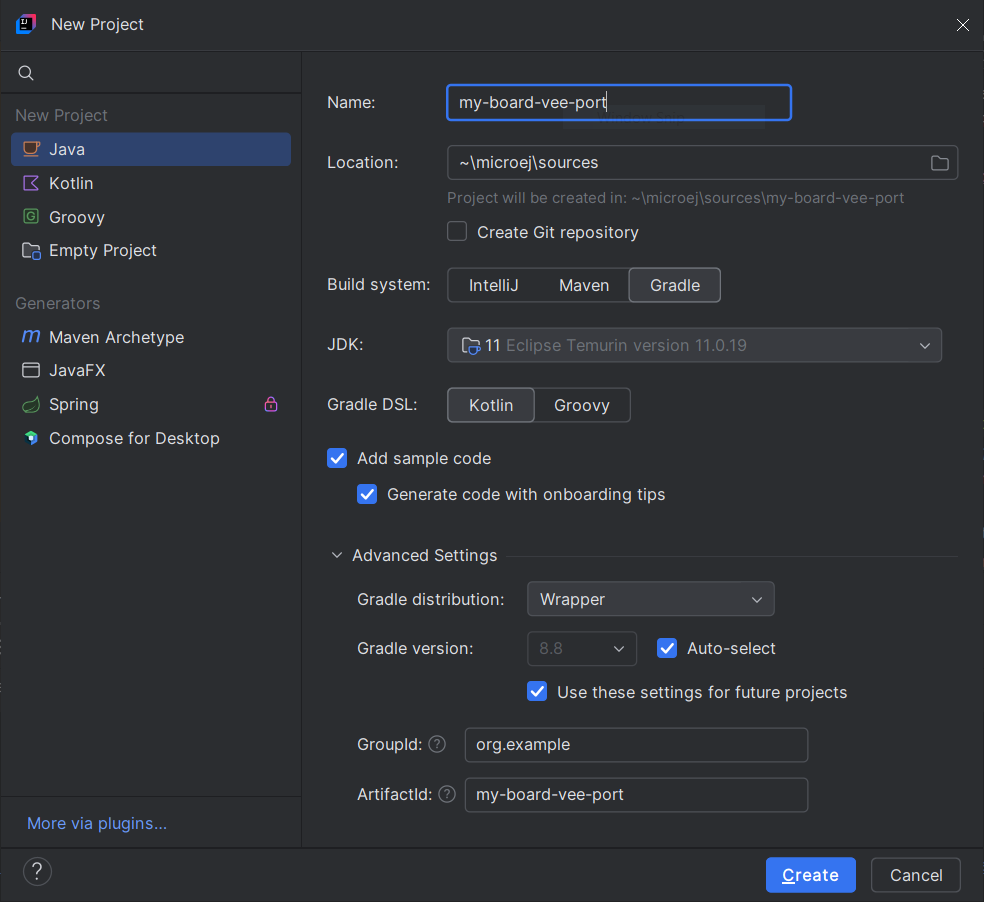 New Project
New Project
Java
Kotlin
Groovy
Empty Project
Generators
Maven Archetype
JavaFX
Spring
Compose for Desktop
More via plugins...
Name: my-board-vee-port
Location: ~\microej\sources
Project will be created in: ~\microej\sources\my-board-vee-port
Create Git repository
Build system: IntelliJ Maven Gradle
JDK: 11 Eclipse Temurin version 11.0.19
Gradle DSL: Kotlin Groovy
Add sample code
Generate code with onboarding tips
Advanced Settings
Gradle distribution: Wrapper
Gradle version: 8.8 Auto-select
Use these settings for future projects
GroupId: ? org.example
ArtifactId: ? my-board-vee-port
? Create Cancel